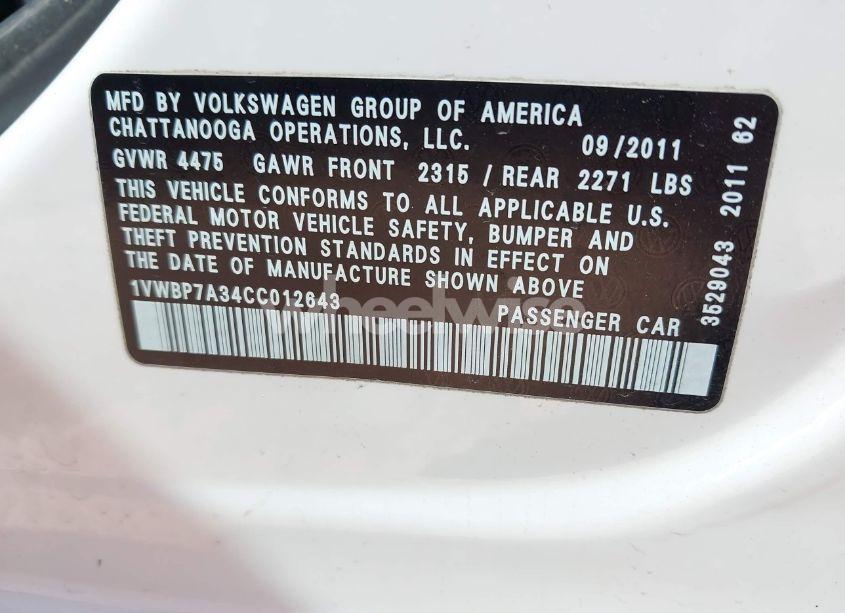 MFD BY VOLKSWAGEN GROUP OF AMERICA
CHATTANOOGA OPERATIONS, LLC. 09/2011
GVWR 4475 GAWR FRONT 2315 / REAR 2271 LBS
THIS VEHICLE CONFORMS TO ALL APPLICABLE U.S.
FEDERAL MOTOR VEHICLE SAFETY, BUMPER AND
THEFT PREVENTION STANDARDS IN EFFECT ON
THE DATE OF MANUFACTURE SHOWN ABOVE
1VWBP7A34CC012643
PASSENGER CAR
3529043 2011 62
wheelwise